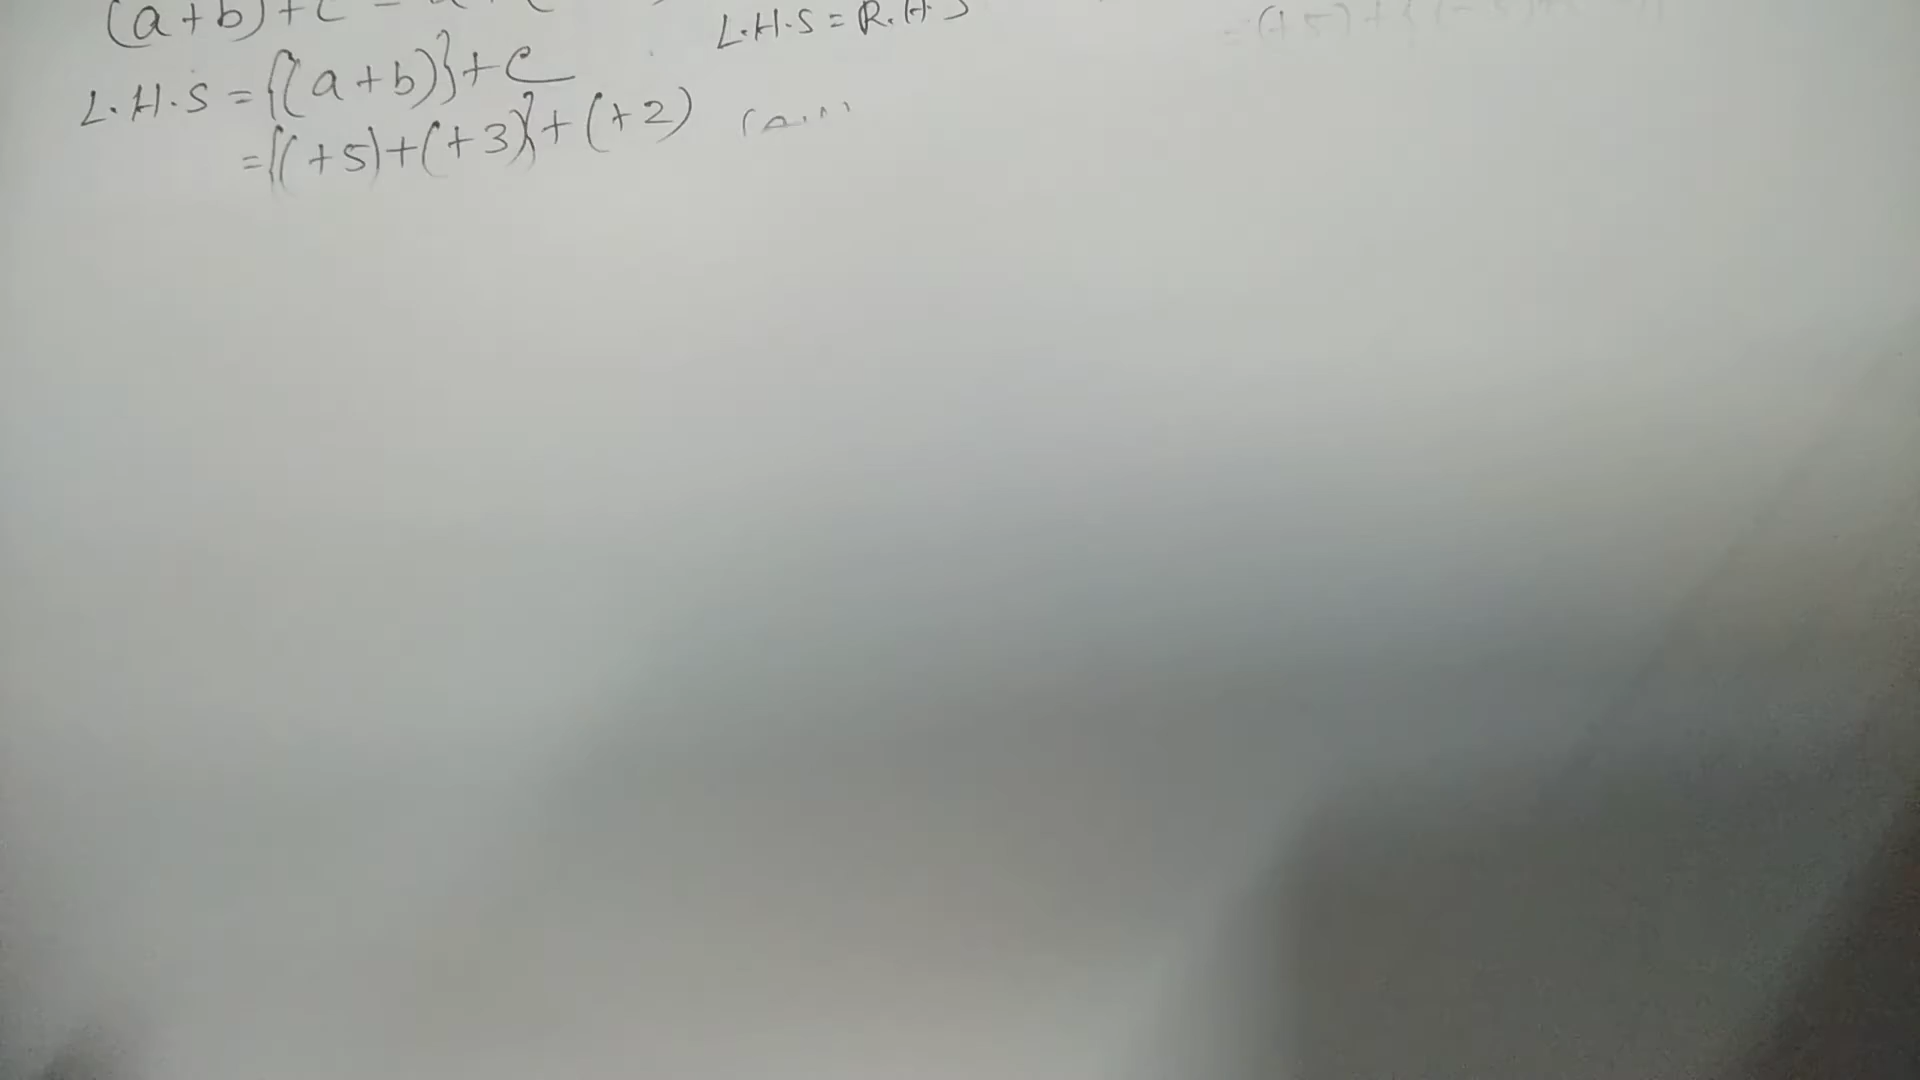 (a+b)+c
L.H.S = R.H.S
L.H.S = {(a+b)}+c
= {(+5)+(+3)}+(+2)